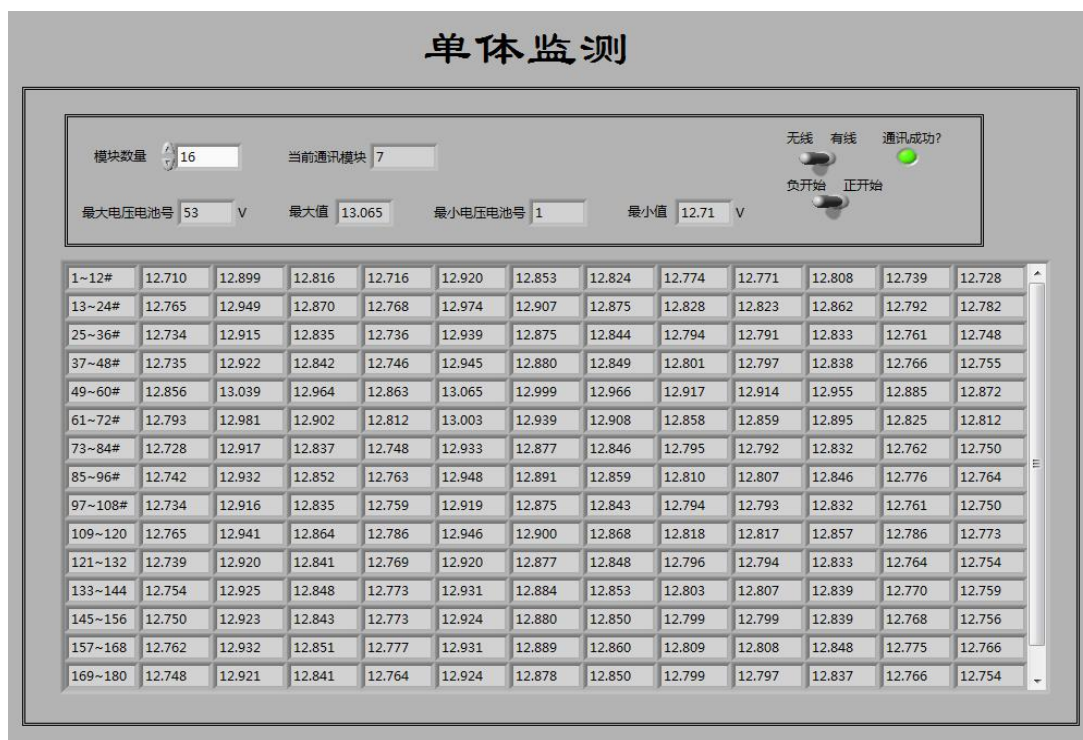 单体监测
无线 有线 通讯成功?
模块数量 16 当前通讯模块 7
负开始 正开始
最大电压电池号 53 V 最大值 13.065 最小电压电池号 1 最小值 12.71 V
1~12# 12.710 12.899 12.816 12.716 12.920 12.853 12.824 12.774 12.771 12.808 12.739 12.728
13~24# 12.765 12.949 12.870 12.768 12.974 12.907 12.875 12.828 12.823 12.862 12.792 12.782
25~36# 12.734 12.915 12.835 12.736 12.939 12.875 12.844 12.794 12.791 12.833 12.761 12.748
37~48# 12.735 12.922 12.842 12.746 12.945 12.880 12.849 12.801 12.797 12.838 12.766 12.755
49~60# 12.856 13.039 12.964 12.863 13.065 12.999 12.966 12.917 12.914 12.955 12.885 12.872
61~72# 12.793 12.981 12.902 12.812 13.003 12.939 12.908 12.858 12.859 12.895 12.825 12.812
73~84# 12.728 12.917 12.837 12.748 12.933 12.877 12.846 12.795 12.792 12.832 12.762 12.750
85~96# 12.742 12.932 12.852 12.763 12.948 12.891 12.859 12.810 12.807 12.846 12.776 12.764
97~108# 12.734 12.916 12.835 12.759 12.919 12.875 12.843 12.794 12.793 12.832 12.761 12.750
109~120 12.765 12.941 12.864 12.786 12.946 12.900 12.868 12.818 12.817 12.857 12.786 12.773
121~132 12.739 12.920 12.841 12.769 12.920 12.877 12.848 12.796 12.794 12.833 12.764 12.754
133~144 12.754 12.925 12.848 12.773 12.931 12.884 12.853 12.803 12.807 12.839 12.770 12.759
145~156 12.750 12.923 12.843 12.773 12.924 12.880 12.850 12.799 12.799 12.839 12.768 12.756
157~168 12.762 12.932 12.851 12.777 12.931 12.889 12.860 12.809 12.808 12.848 12.775 12.766
169~180 12.748 12.921 12.841 12.764 12.924 12.878 12.850 12.799 12.797 12.837 12.766 12.754